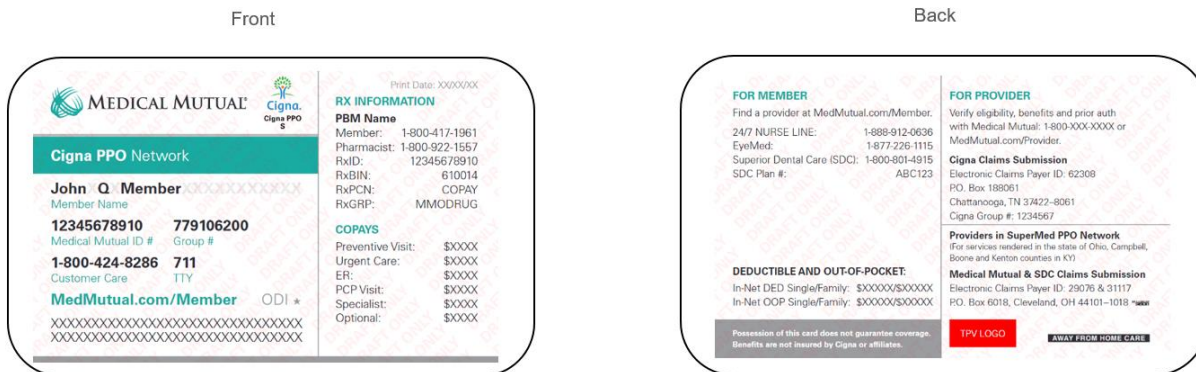 Front
Back
MEDICAL MUTUAL®
Cigna.
Cigna PPO
S
Cigna PPO Network
John Q Member XXXXXXXXXXX
Member Name
12345678910 779106200
Medical Mutual ID # Group #
1-800-424-8286 711
Customer Care TTY
MedMutual.com/Member ODI ★
XXXXXXXXXXXXXXXXXXXXXXXXXXXXXXXX
XXXXXXXXXXXXXXXXXXXXXXXXXXXXXXXX
Print Date: XX/XX/XX
RX INFORMATION
PBM Name
Member: 1-800-417-1961
Pharmacist: 1-800-922-1557
RxID: 12345678910
RxBIN: 610014
RxPCN: COPAY
RxGRP: MMODRUG
COPAYS
Preventive Visit: $XXXX
Urgent Care: $XXXX
ER: $XXXX
PCP Visit: $XXXX
Specialist: $XXXX
Optional: $XXXX
FOR MEMBER
Find a provider at MedMutual.com/Member.
24/7 NURSE LINE: 1-888-912-0636
EyeMed: 1-877-226-1115
Superior Dental Care (SDC): 1-800-801-4915
SDC Plan #: ABC123
DEDUCTIBLE AND OUT-OF-POCKET:
In-Net DED Single/Family: $XXXXX/$XXXXX
In-Net OOP Single/Family: $XXXXX/$XXXXX
Possession of this card does not guarantee coverage.
Benefits are not insured by Cigna or affiliates.
FOR PROVIDER
Verify eligibility, benefits and prior auth
with Medical Mutual: 1-800-XXX-XXXX or
MedMutual.com/Provider.
Cigna Claims Submission
Electronic Claims Payer ID: 62308
P.O. Box 188061
Chattanooga, TN 37422–8061
Cigna Group #: 1234567
Providers in SuperMed PPO Network
(For services rendered in the state of Ohio, Campbell,
Boone and Kenton counties in KY)
Medical Mutual & SDC Claims Submission
Electronic Claims Payer ID: 29076 & 31117
P.O. Box 6018, Cleveland, OH 44101–1018
TPV LOGO
AWAY FROM HOME CARE